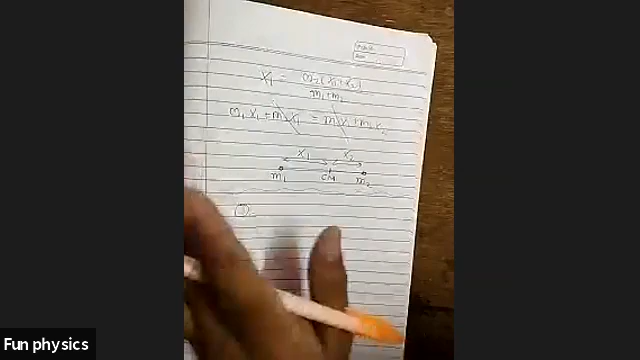 x₁ = m₂(x₁+x₂) / m₁+m₂
m₁x₁ + m₂x₁ = m₂x₁ + m₂x₂
x₁ x₂
m₁ CM m₂
Fun physics